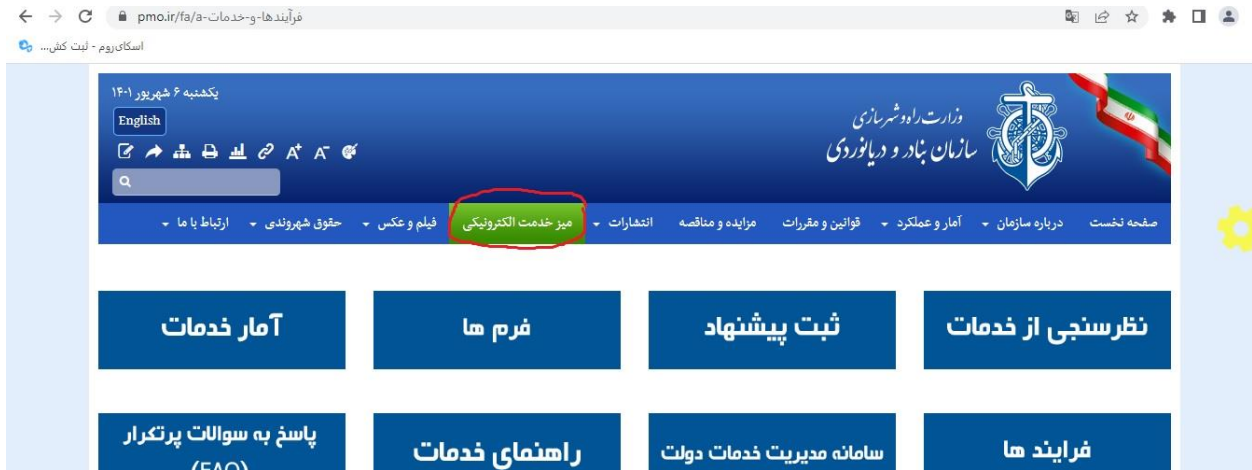 pmo.ir/fa/a-فرآیندها-و-خدمات
اسکای‌روم - ثبت کش...
یکشنبه ۶ شهریور ۱۴۰۱
English
A⁺ A⁻
وزارت راه و شهرسازی
سازمان بنادر و دریانوردی
صفحه نخست درباره سازمان آمار و عملکرد قوانین و مقررات مزایده و مناقصه انتشارات میز خدمت الکترونیکی فیلم و عکس حقوق شهروندی ارتباط با ما
نظرسنجی از خدمات ثبت پیشنهاد فرم ها آمار خدمات
فرایند ها سامانه مدیریت خدمات دولت راهنمای خدمات پاسخ به سوالات پرتکرار
(FAQ)